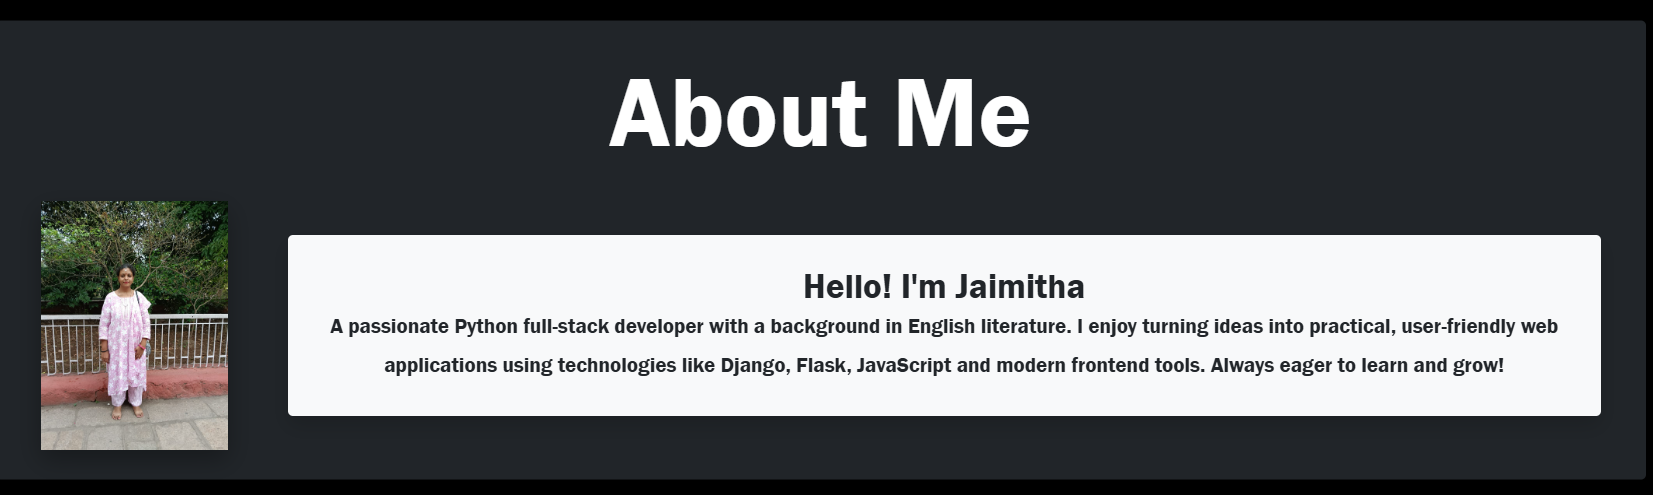 About Me
Hello! I'm Jaimitha
A passionate Python full-stack developer with a background in English literature. I enjoy turning ideas into practical, user-friendly web
applications using technologies like Django, Flask, JavaScript and modern frontend tools. Always eager to learn and grow!